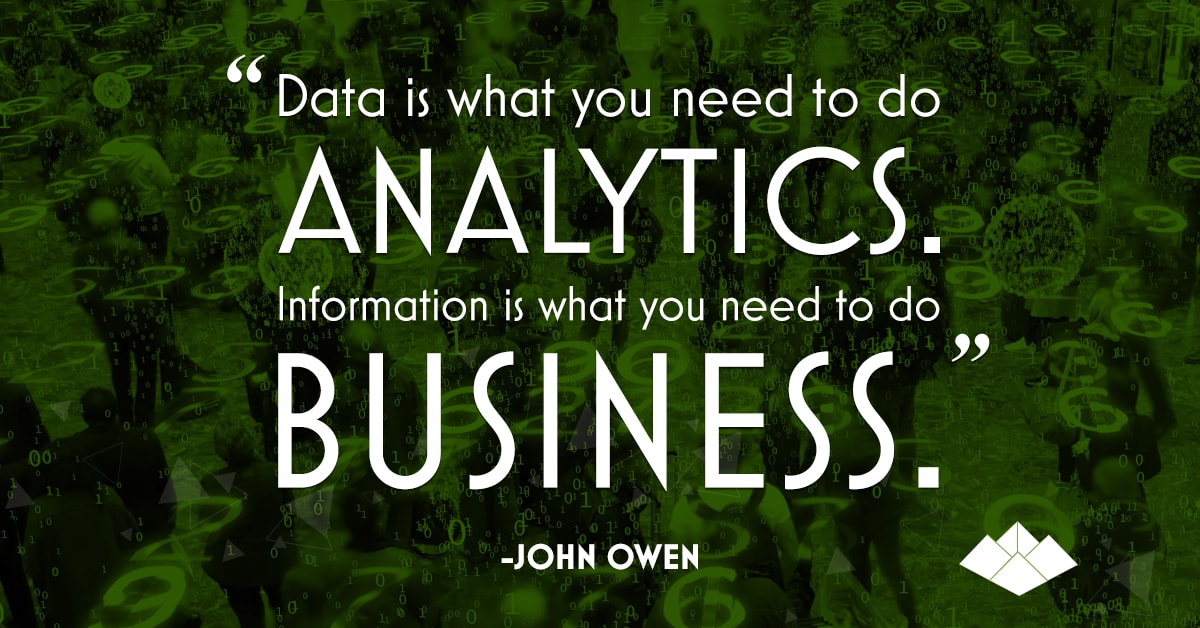 “Data is what you need to do
ANALYTICS.
Information is what you need to do
BUSINESS.”
-JOHN OWEN